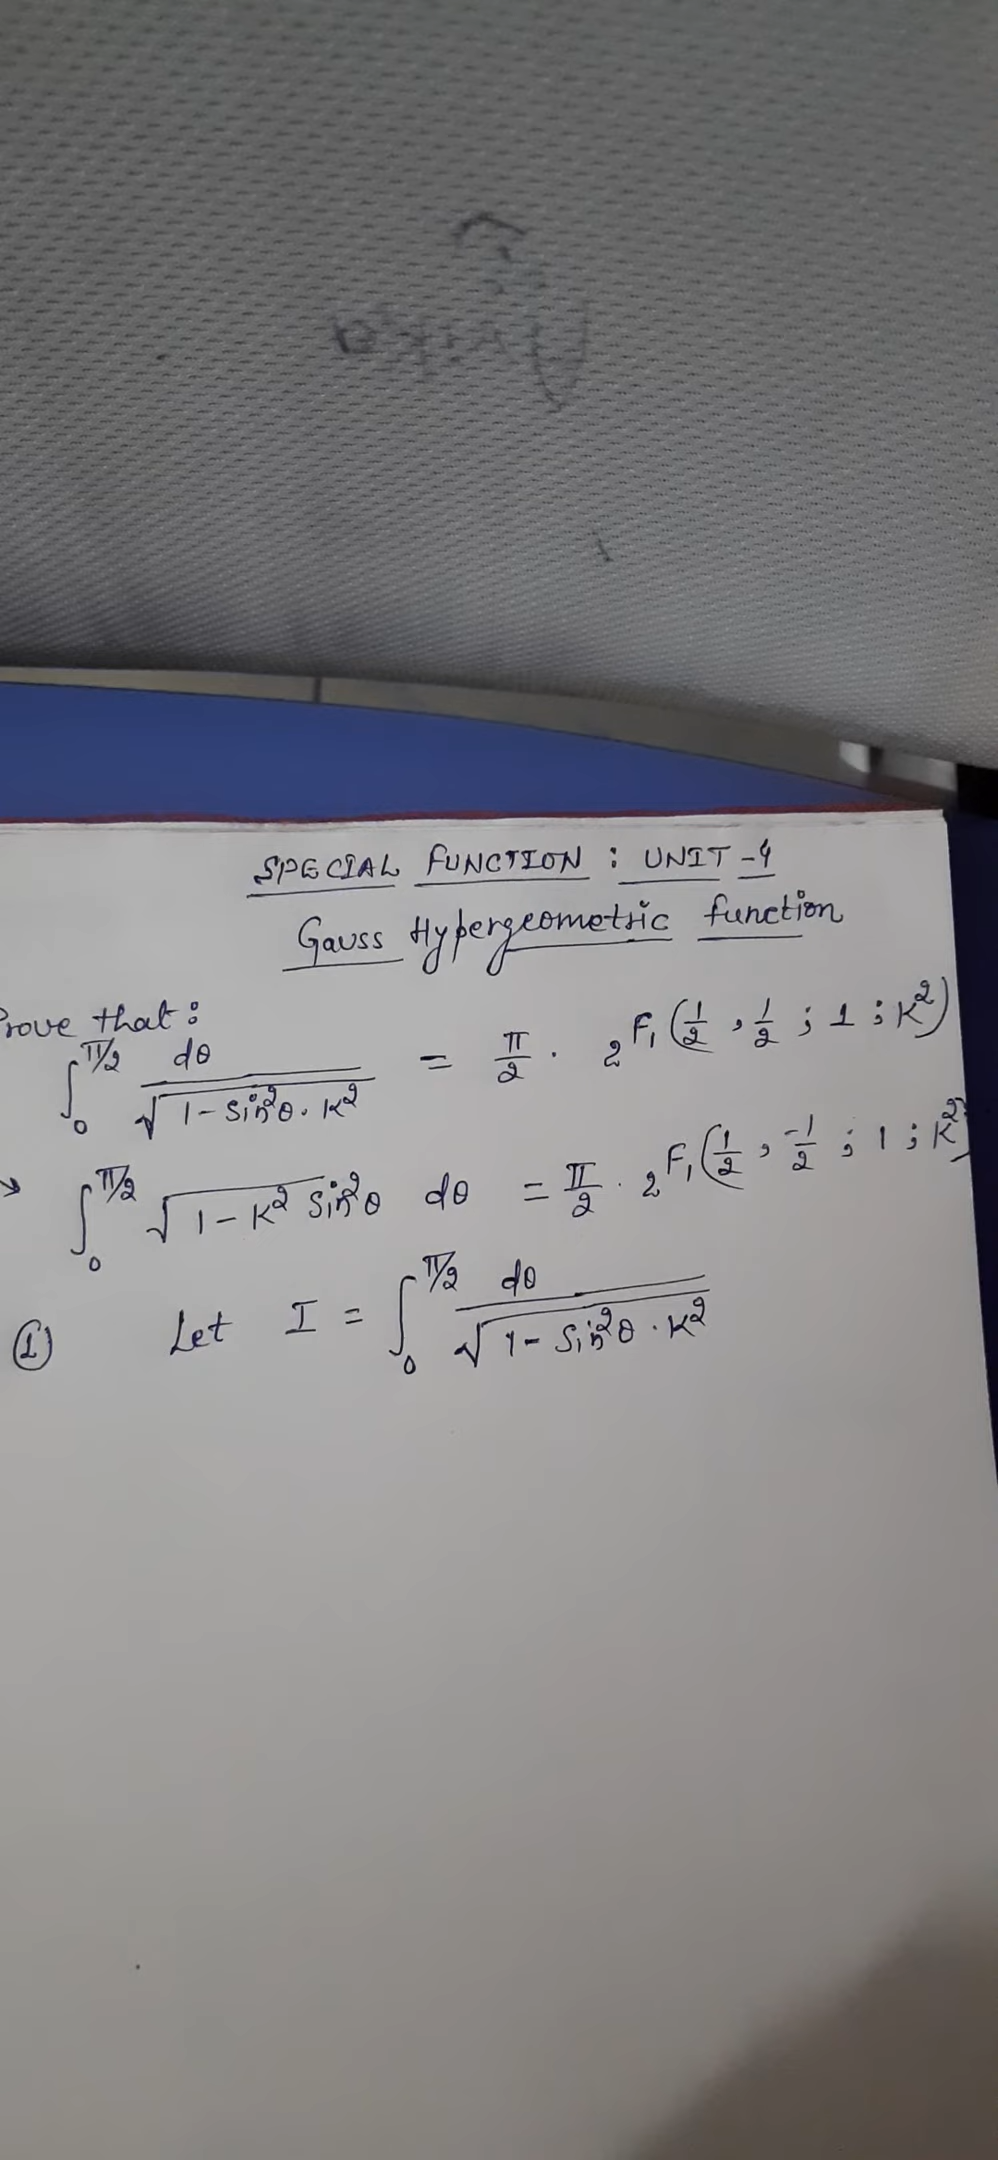 SPECIAL FUNCTION : UNIT-4
Gauss Hypergeometric function
Prove that :
∫₀^{π/2} dθ / √(1 - sin²θ · K²) = π/2 · ₂F₁(1/2, 1/2 ; 1 ; K²)
→ ∫₀^{π/2} √(1 - K² sin²θ) dθ = π/2 · ₂F₁(1/2, -1/2 ; 1 ; K²)
① Let I = ∫₀^{π/2} dθ / √(1 - sin²θ · K²)